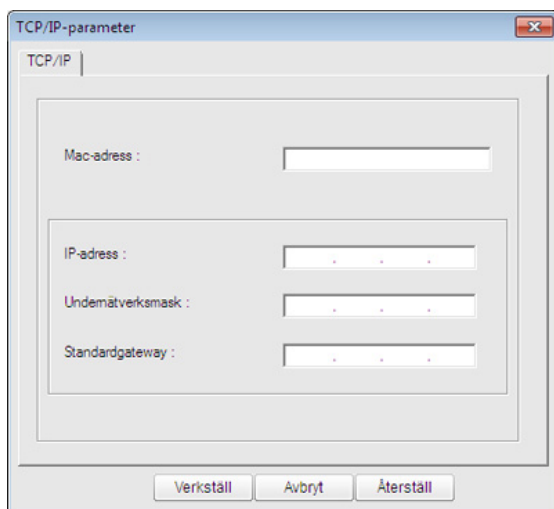 TCP/IP-parameter
TCP/IP
Mac-adress :
IP-adress : . . .
Undernätverksmask : . . .
Standardgateway : . . .
Verkställ Avbryt Återställ